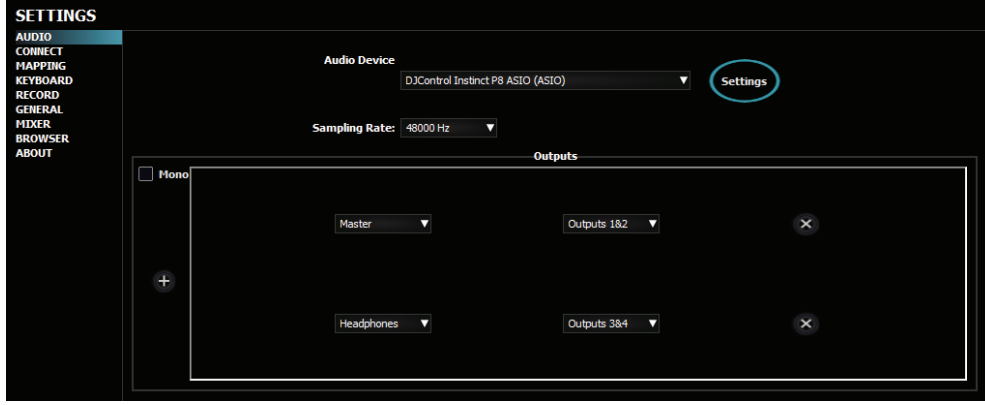 SETTINGS
AUDIO
CONNECT
MAPPING
KEYBOARD
RECORD
GENERAL
MIXER
BROWSER
ABOUT
Audio Device
DJControl Instinct P8 ASIO (ASIO)
Settings
Sampling Rate: 48000 Hz
Outputs
Mono
Master Outputs 1&2
Headphones Outputs 3&4